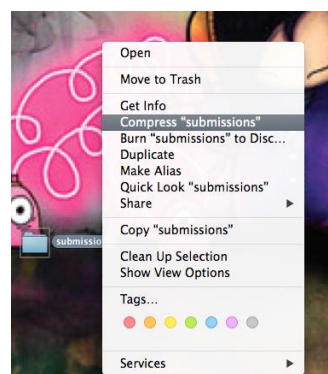 Open
Move to Trash
Get Info
Compress “submissions”
Burn “submissions” to Disc...
Duplicate
Make Alias
Quick Look “submissions”
Share
Copy “submissions”
submissio
Clean Up Selection
Show View Options
Tags...
Services